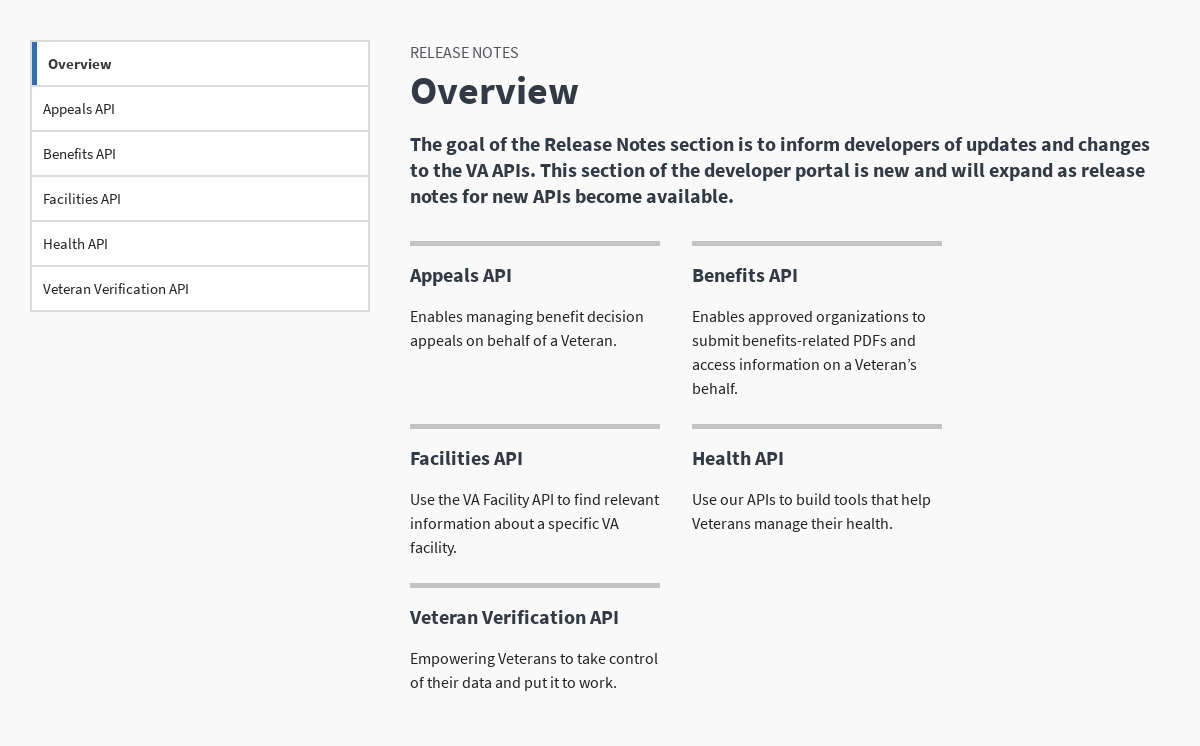 Overview
Appeals API
Benefits API
Facilities API
Health API
Veteran Verification API
RELEASE NOTES
Overview
The goal of the Release Notes section is to inform developers of updates and changes
to the VA APIs. This section of the developer portal is new and will expand as release
notes for new APIs become available.
Appeals API
Enables managing benefit decision
appeals on behalf of a Veteran.
Benefits API
Enables approved organizations to
submit benefits-related PDFs and
access information on a Veteran’s
behalf.
Facilities API
Use the VA Facility API to find relevant
information about a specific VA
facility.
Health API
Use our APIs to build tools that help
Veterans manage their health.
Veteran Verification API
Empowering Veterans to take control
of their data and put it to work.